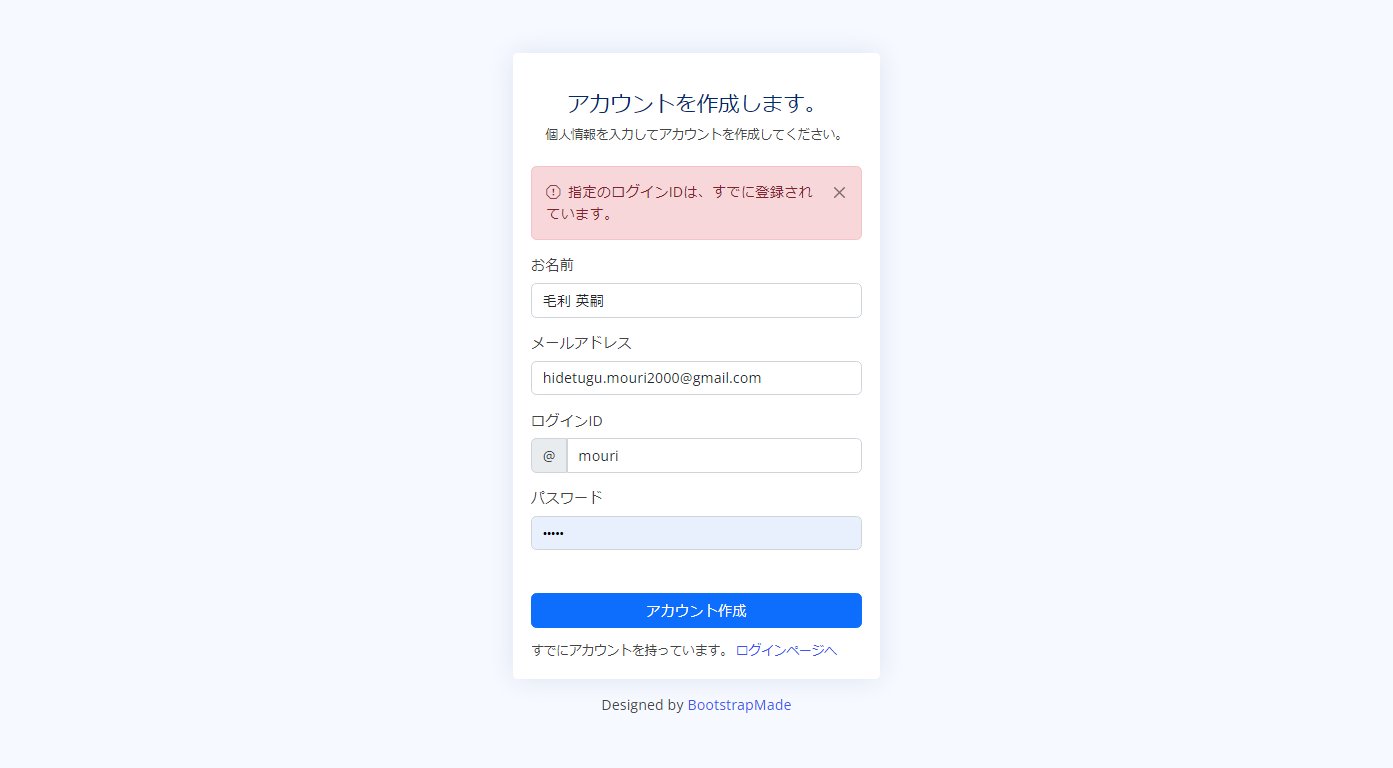 アカウントを作成します。
個人情報を入力してアカウントを作成してください。
指定のログインIDは、すでに登録され
ています。
お名前
毛利 英嗣
メールアドレス
hidetugu.mouri2000@gmail.com
ログインID
@ mouri
パスワード
•••••
アカウント作成
すでにアカウントを持っています。 ログインページへ
Designed by BootstrapMade